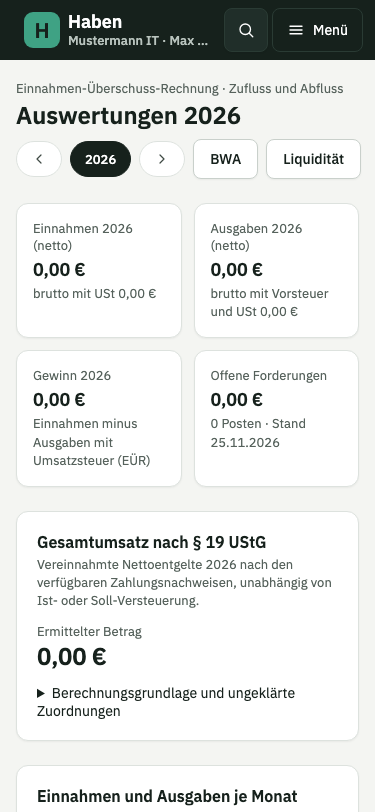 H
Haben
Mustermann IT · Max ...
Menü
Einnahmen-Überschuss-Rechnung · Zufluss und Abfluss
Auswertungen 2026
2026
BWA
Liquidität
Einnahmen 2026
(netto)
0,00 €
brutto mit USt 0,00 €
Ausgaben 2026
(netto)
0,00 €
brutto mit Vorsteuer
und USt 0,00 €
Gewinn 2026
0,00 €
Einnahmen minus
Ausgaben mit
Umsatzsteuer (EÜR)
Offene Forderungen
0,00 €
0 Posten · Stand
25.11.2026
Gesamtumsatz nach § 19 UStG
Vereinnahmte Nettoentgelte 2026 nach den
verfügbaren Zahlungsnachweisen, unabhängig von
Ist- oder Soll-Versteuerung.
Ermittelter Betrag
0,00 €
Berechnungsgrundlage und ungeklärte
Zuordnungen
Einnahmen und Ausgaben je Monat